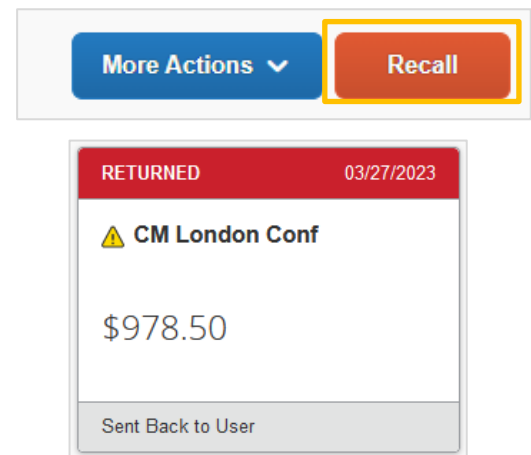 More Actions Recall
RETURNED 03/27/2023
CM London Conf
$978.50
Sent Back to User